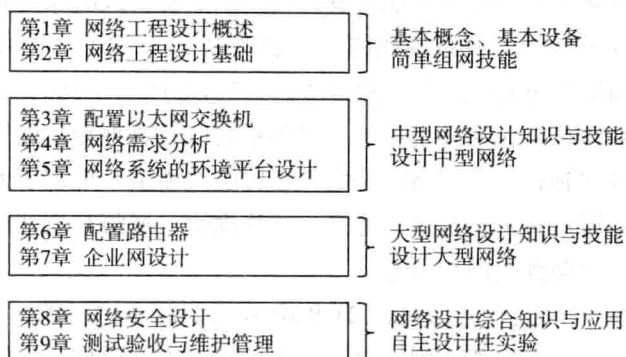 第1章 网络工程设计概述
第2章 网络工程设计基础
基本概念、基本设备
简单组网技能
第3章 配置以太网交换机
第4章 网络需求分析
第5章 网络系统的环境平台设计
中型网络设计知识与技能
设计中型网络
第6章 配置路由器
第7章 企业网设计
大型网络设计知识与技能
设计大型网络
第8章 网络安全设计
第9章 测试验收与维护管理
网络设计综合知识与应用
自主设计性实验